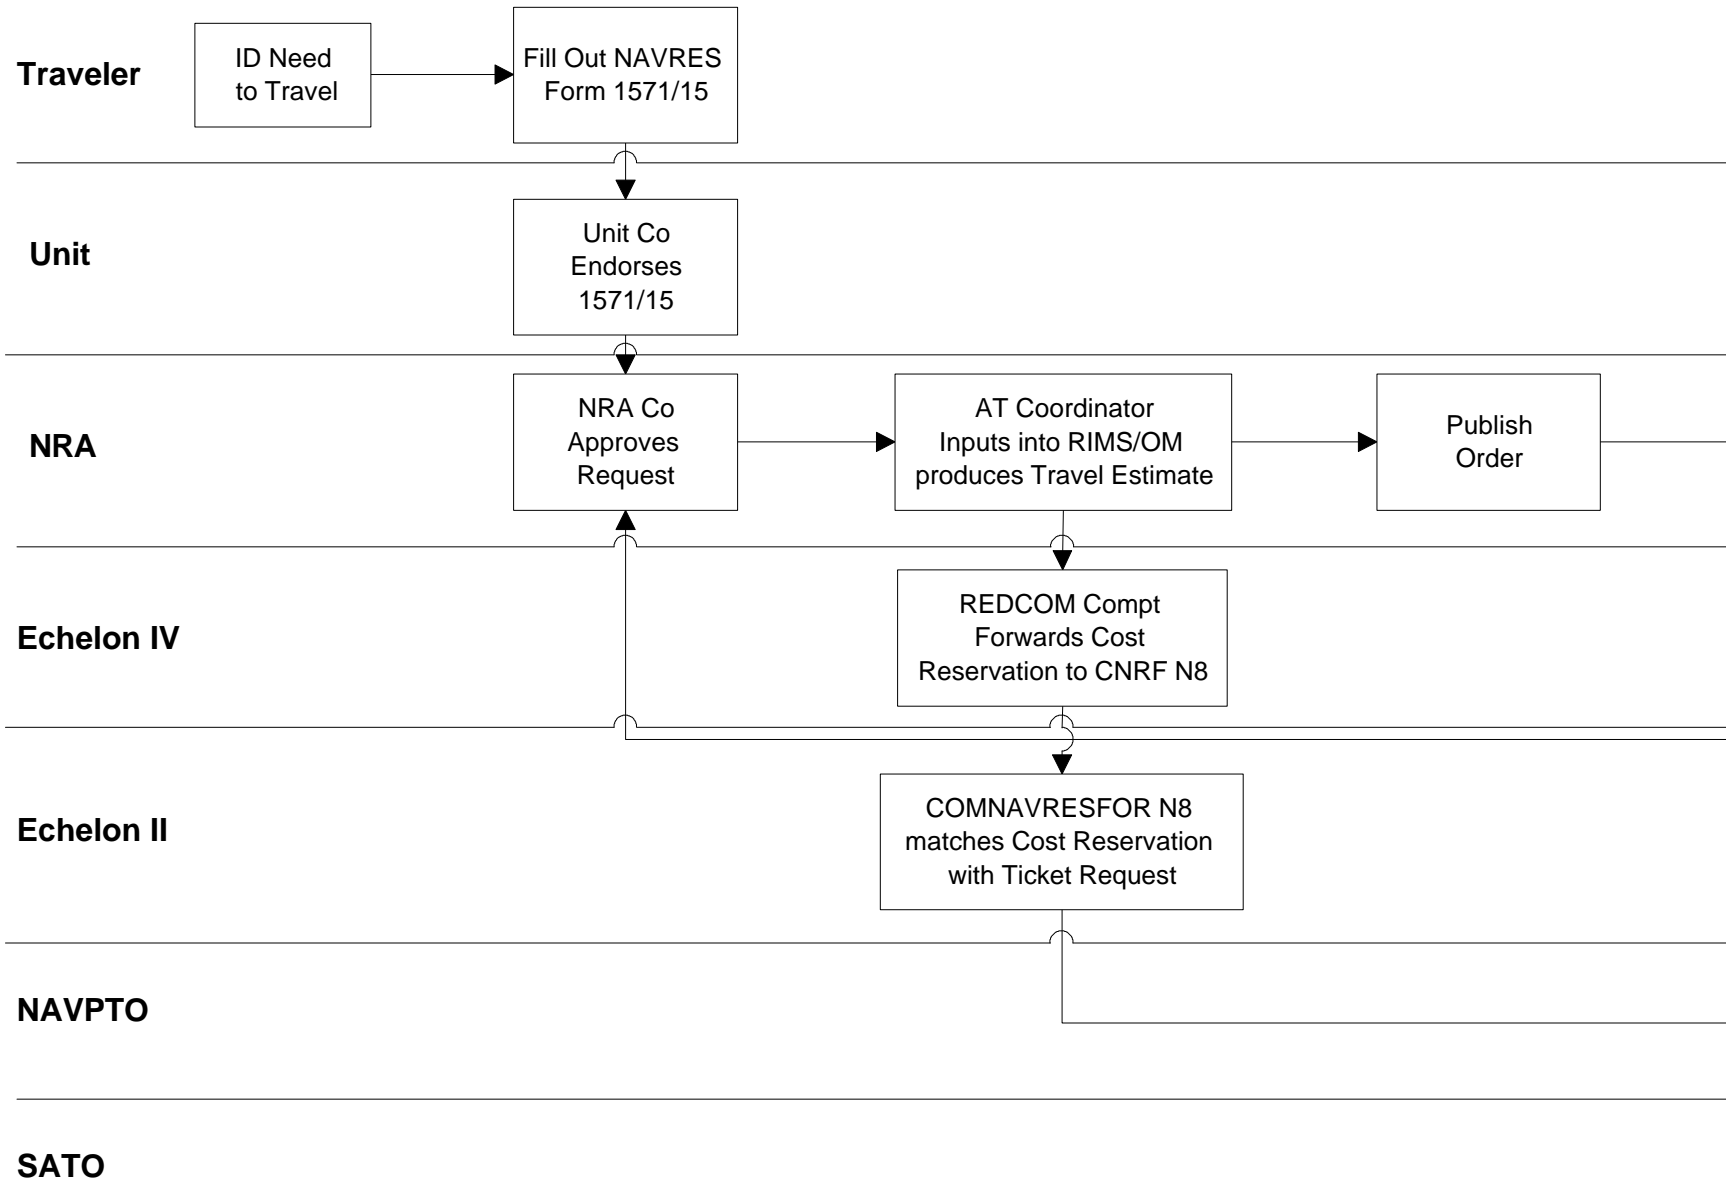 Traveler
ID Need
to Travel
Fill Out NAVRES
Form 1571/15
Unit
Unit Co
Endorses
1571/15
NRA
NRA Co
Approves
Request
AT Coordinator
Inputs into RIMS/OM
produces Travel Estimate
Publish
Order
Echelon IV
REDCOM Compt
Forwards Cost
Reservation to CNRF N8
Echelon II
COMNAVRESFOR N8
matches Cost Reservation
with Ticket Request
NAVPTO
SATO